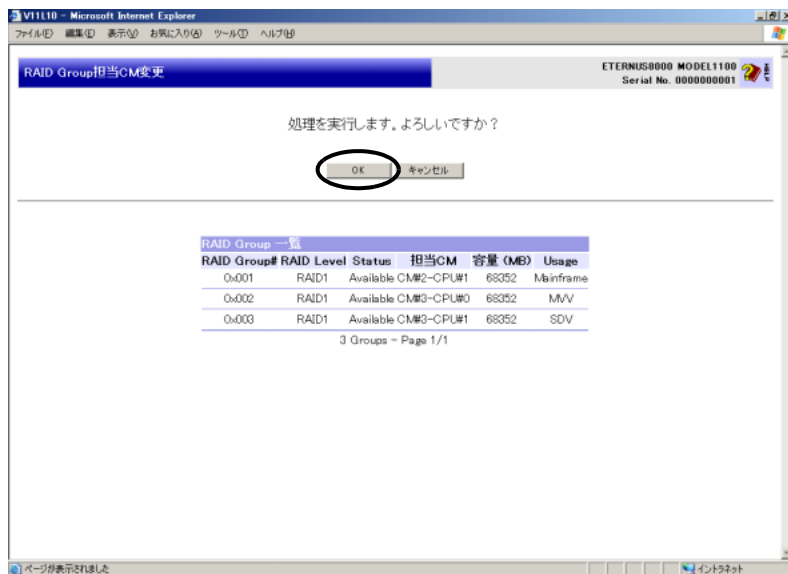 V11L10 - Microsoft Internet Explorer
ファイル(F) 編集(E) 表示(V) お気に入り(A) ツール(T) ヘルプ(H)
RAID Group担当CM変更
ETERNUS8000 MODEL1100
Serial No. 0000000001
処理を実行します。よろしいですか？
OK キャンセル
RAID Group 一覧
RAID Group# RAID Level Status 担当CM 容量 (MB) Usage
0x001 RAID1 Available CM#2-CPU#1 68352 Mainframe
0x002 RAID1 Available CM#3-CPU#0 68352 MVV
0x003 RAID1 Available CM#3-CPU#1 68352 SDV
3 Groups - Page 1/1
ページが表示されました イントラネット